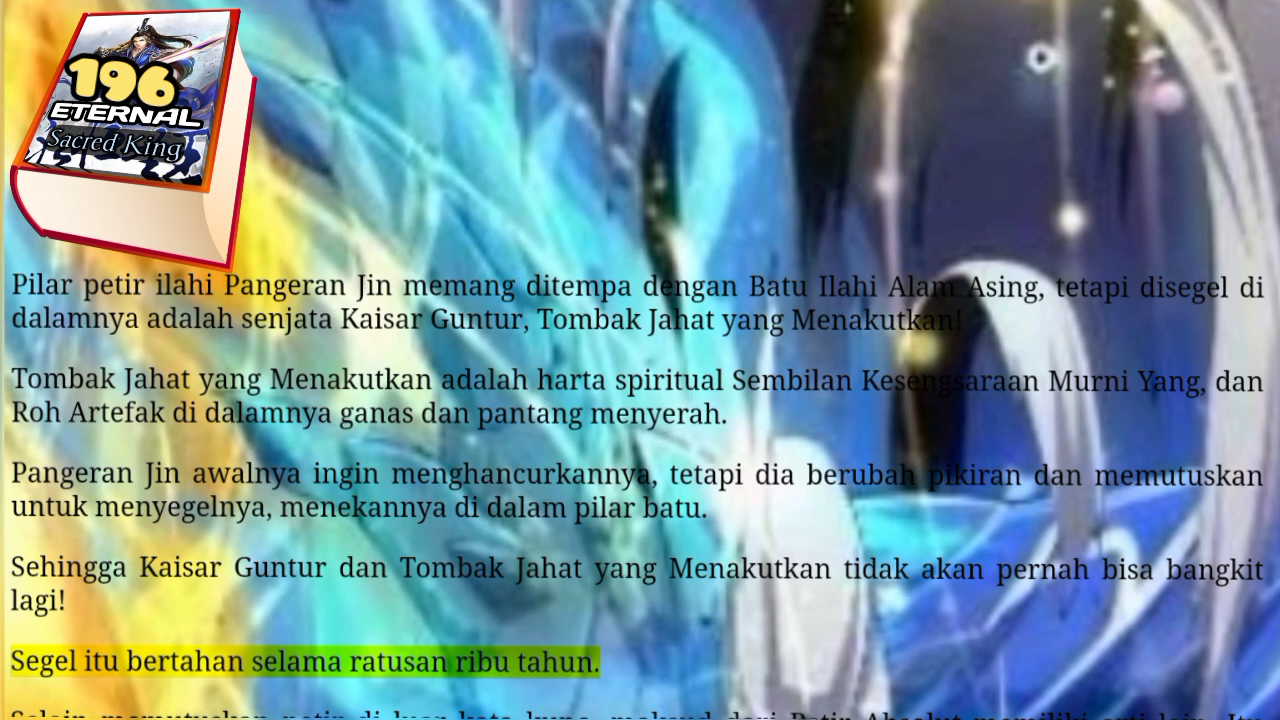 196
ETERNAL
Sacred King
Pilar petir ilahi Pangeran Jin memang ditempa dengan Batu Ilahi Alam Asing, tetapi disegel di
dalamnya adalah senjata Kaisar Guntur, Tombak Jahat yang Menakutkan!
Tombak Jahat yang Menakutkan adalah harta spiritual Sembilan Kesengsaraan Murni Yang, dan
Roh Artefak di dalamnya ganas dan pantang menyerah.
Pangeran Jin awalnya ingin menghancurkannya, tetapi dia berubah pikiran dan memutuskan
untuk menyegelnya, menekannya di dalam pilar batu.
Sehingga Kaisar Guntur dan Tombak Jahat yang Menakutkan tidak akan pernah bisa bangkit
lagi!
Segel itu bertahan selama ratusan ribu tahun.